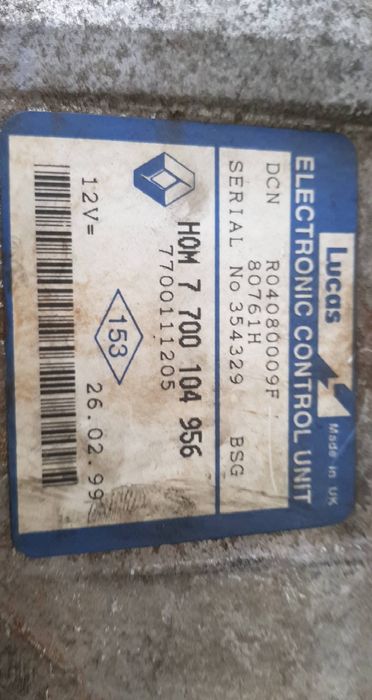 Lucas
Made in UK
ELECTRONIC CONTROL UNIT
DCN R04080009F
80761H
SERIAL No 354329 BSG
HOM 7 700 104 956
7700111205
153
12V=
26.02.99